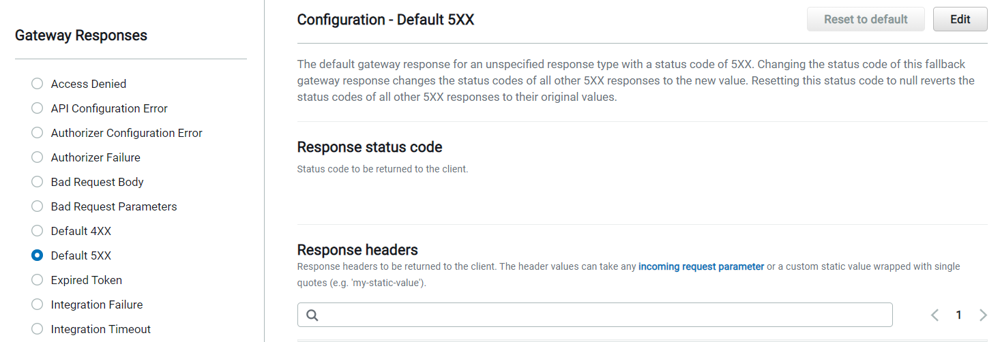 Gateway Responses
Access Denied
API Configuration Error
Authorizer Configuration Error
Authorizer Failure
Bad Request Body
Bad Request Parameters
Default 4XX
Default 5XX
Expired Token
Integration Failure
Integration Timeout
Configuration - Default 5XX
Reset to default
Edit
The default gateway response for an unspecified response type with a status code of 5XX. Changing the status code of this fallback
gateway response changes the status codes of all other 5XX responses to the new value. Resetting this status code to null reverts the
status codes of all other 5XX responses to their original values.
Response status code
Status code to be returned to the client.
Response headers
Response headers to be returned to the client. The header values can take any incoming request parameter or a custom static value wrapped with single
quotes (e.g. 'my-static-value').
1